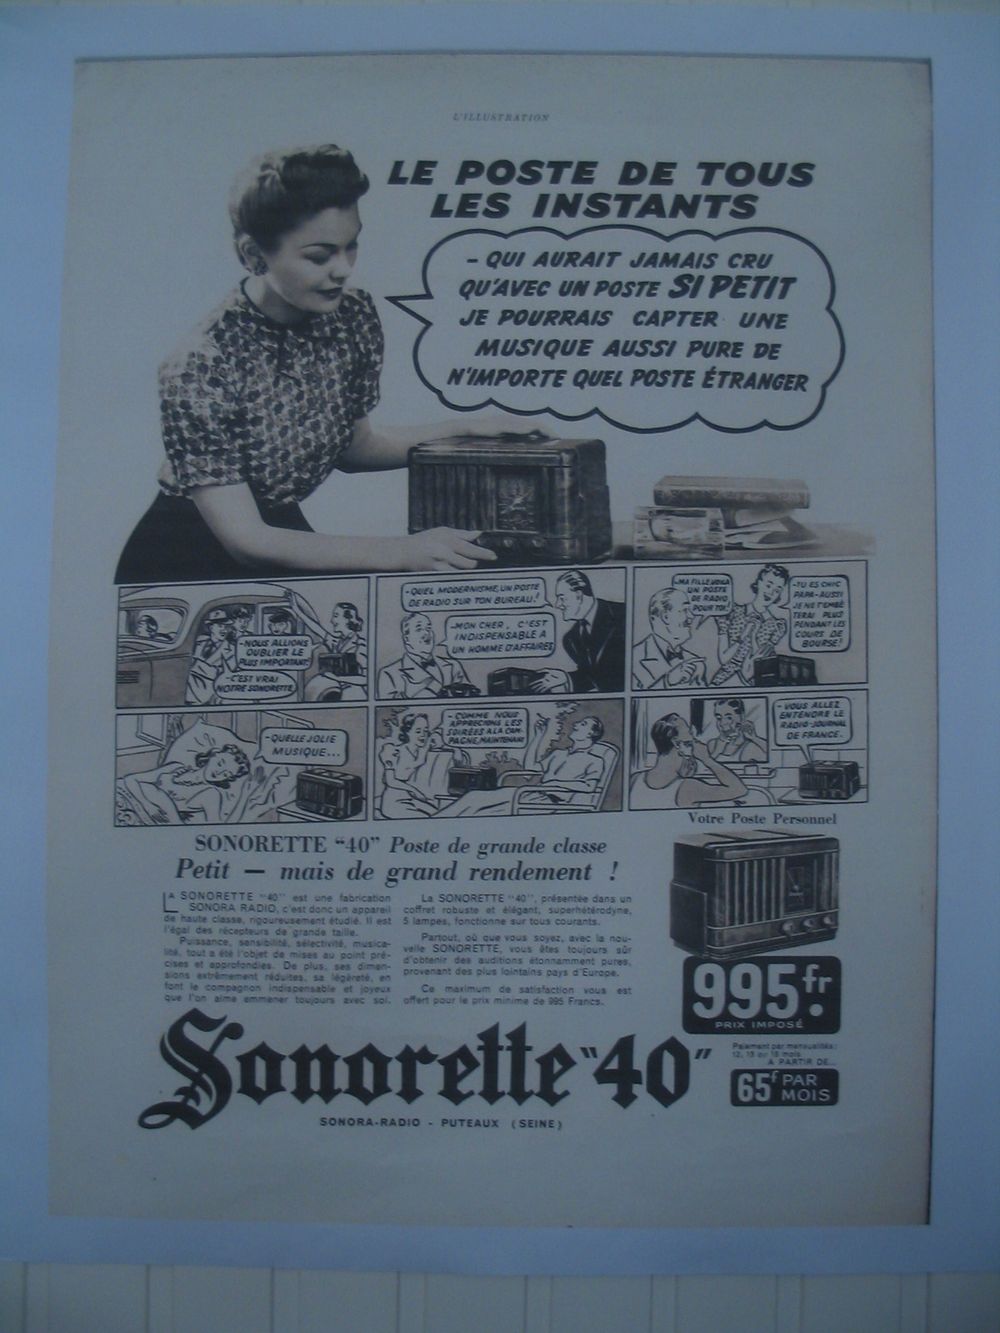 L'ILLUSTRATION
LE POSTE DE TOUS
LES INSTANTS
- QUI AURAIT JAMAIS CRU
QU'AVEC UN POSTE SI PETIT
JE POURRAIS CAPTER UNE
MUSIQUE AUSSI PURE DE
N'IMPORTE QUEL POSTE ÉTRANGER
- NOUS ALLIONS
OUBLIER LE
PLUS IMPORTANT!
- C'EST VRAI
NOTRE SONORETTE
- QUEL MODERNISME, UN POSTE
DE RADIO SUR TON BUREAU!
- MON CHER, C'EST
INDISPENSABLE A
UN HOMME D'AFFAIRES
- MA FILLE, VOILA
UN POSTE
DE RADIO
POUR TOI!
- TU ES CHIC
PAPA - AUSSI
JE NE T'EMBÊ
TERAI PLUS
PENDANT LES
COURS DE
BOURSE!
- QUELLE JOLIE
MUSIQUE...
- COMME NOUS
APPRECIONS LES
SOIRÉES A LA CAM-
PAGNE, MAINTENANT
- VOUS ALLEZ
ENTENDRE LE
RADIO-JOURNAL
DE FRANCE.
SONORETTE "40" Poste de grande classe
Petit — mais de grand rendement !
Votre Poste Personnel
LA SONORETTE "40" est une fabrication
SONORA RADIO, c'est donc un appareil
de haute classe, rigoureusement étudié. Il est
l'égal des récepteurs de grande taille.
Puissance, sensibilité, sélectivité, musica-
lité, tout a été l'objet de mises au point pré-
cises et approfondies. De plus, ses dimen-
sions extrêmement réduites, sa légèreté, en
font le compagnon indispensable et joyeux
que l'on aime emmener toujours avec soi.
La SONORETTE "40", présentée dans un
coffret robuste et élégant, superhétérodyne,
5 lampes, fonctionne sur tous courants.
Partout, où que vous soyez, avec la nou-
velle SONORETTE, vous êtes toujours sûr
d'obtenir des auditions étonnamment pures,
provenant des plus lointains pays d'Europe.
Ce maximum de satisfaction vous est
offert pour le prix minime de 995 Francs.
995 fr.
PRIX IMPOSÉ
Paiement par mensualités :
12, 15 ou 18 mois
A PARTIR DE...
65f PAR
MOIS
Sonorette "40"
SONORA-RADIO - PUTEAUX (SEINE)